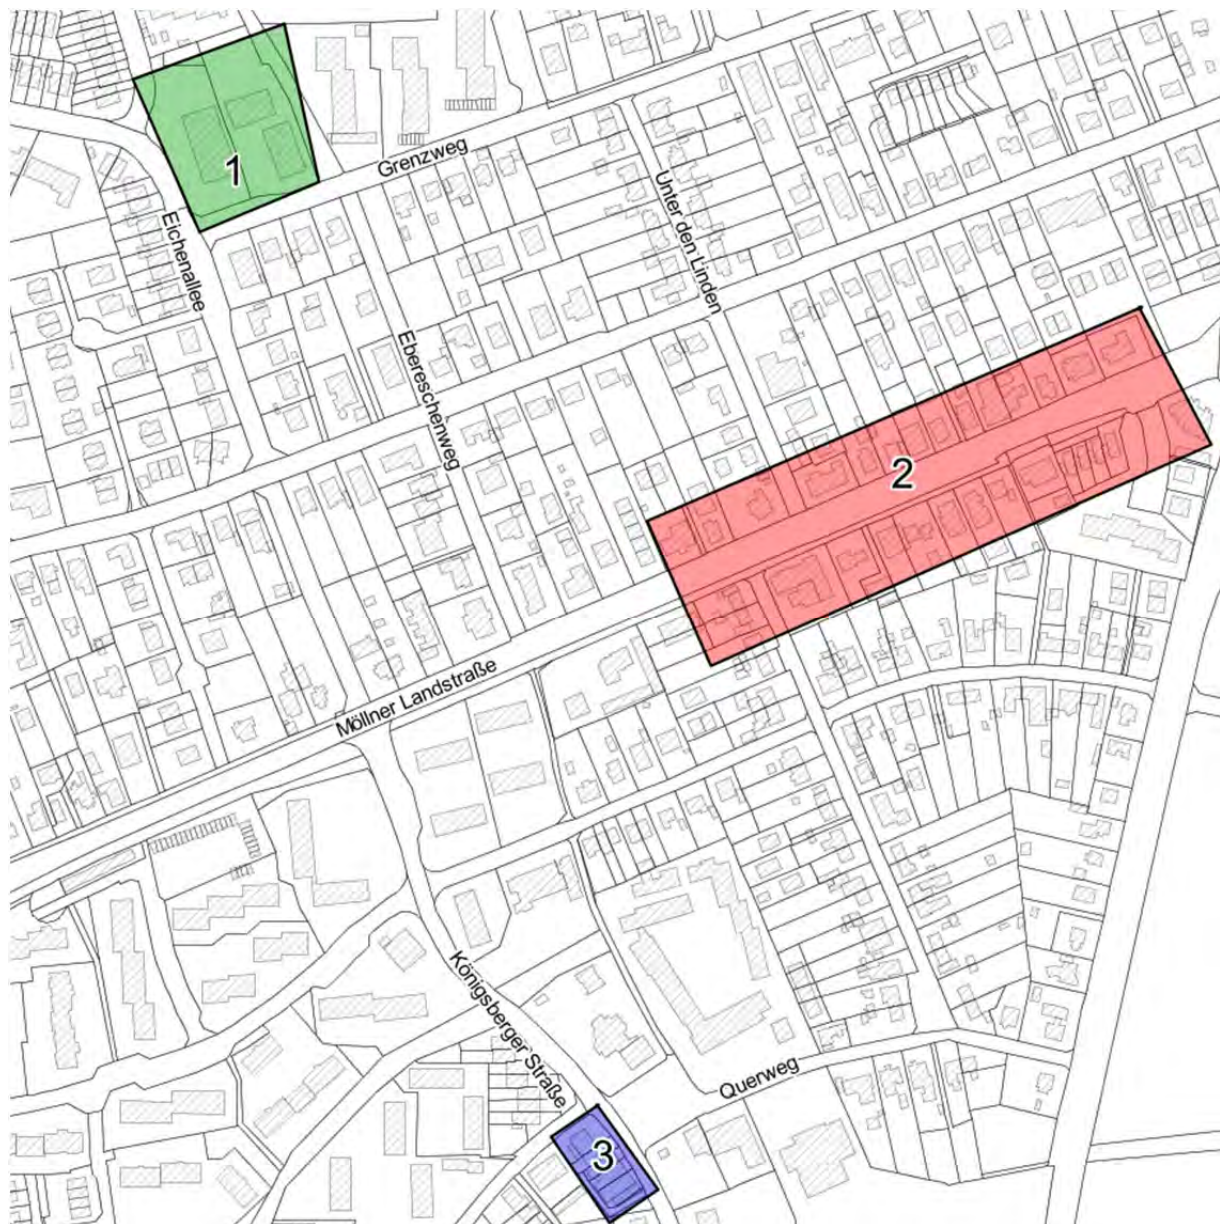 1
Grenzweg
Eichenallee
Unter den Linden
Ebereschenweg
2
Möllner Landstraße
Königsberger Straße
Querweg
3